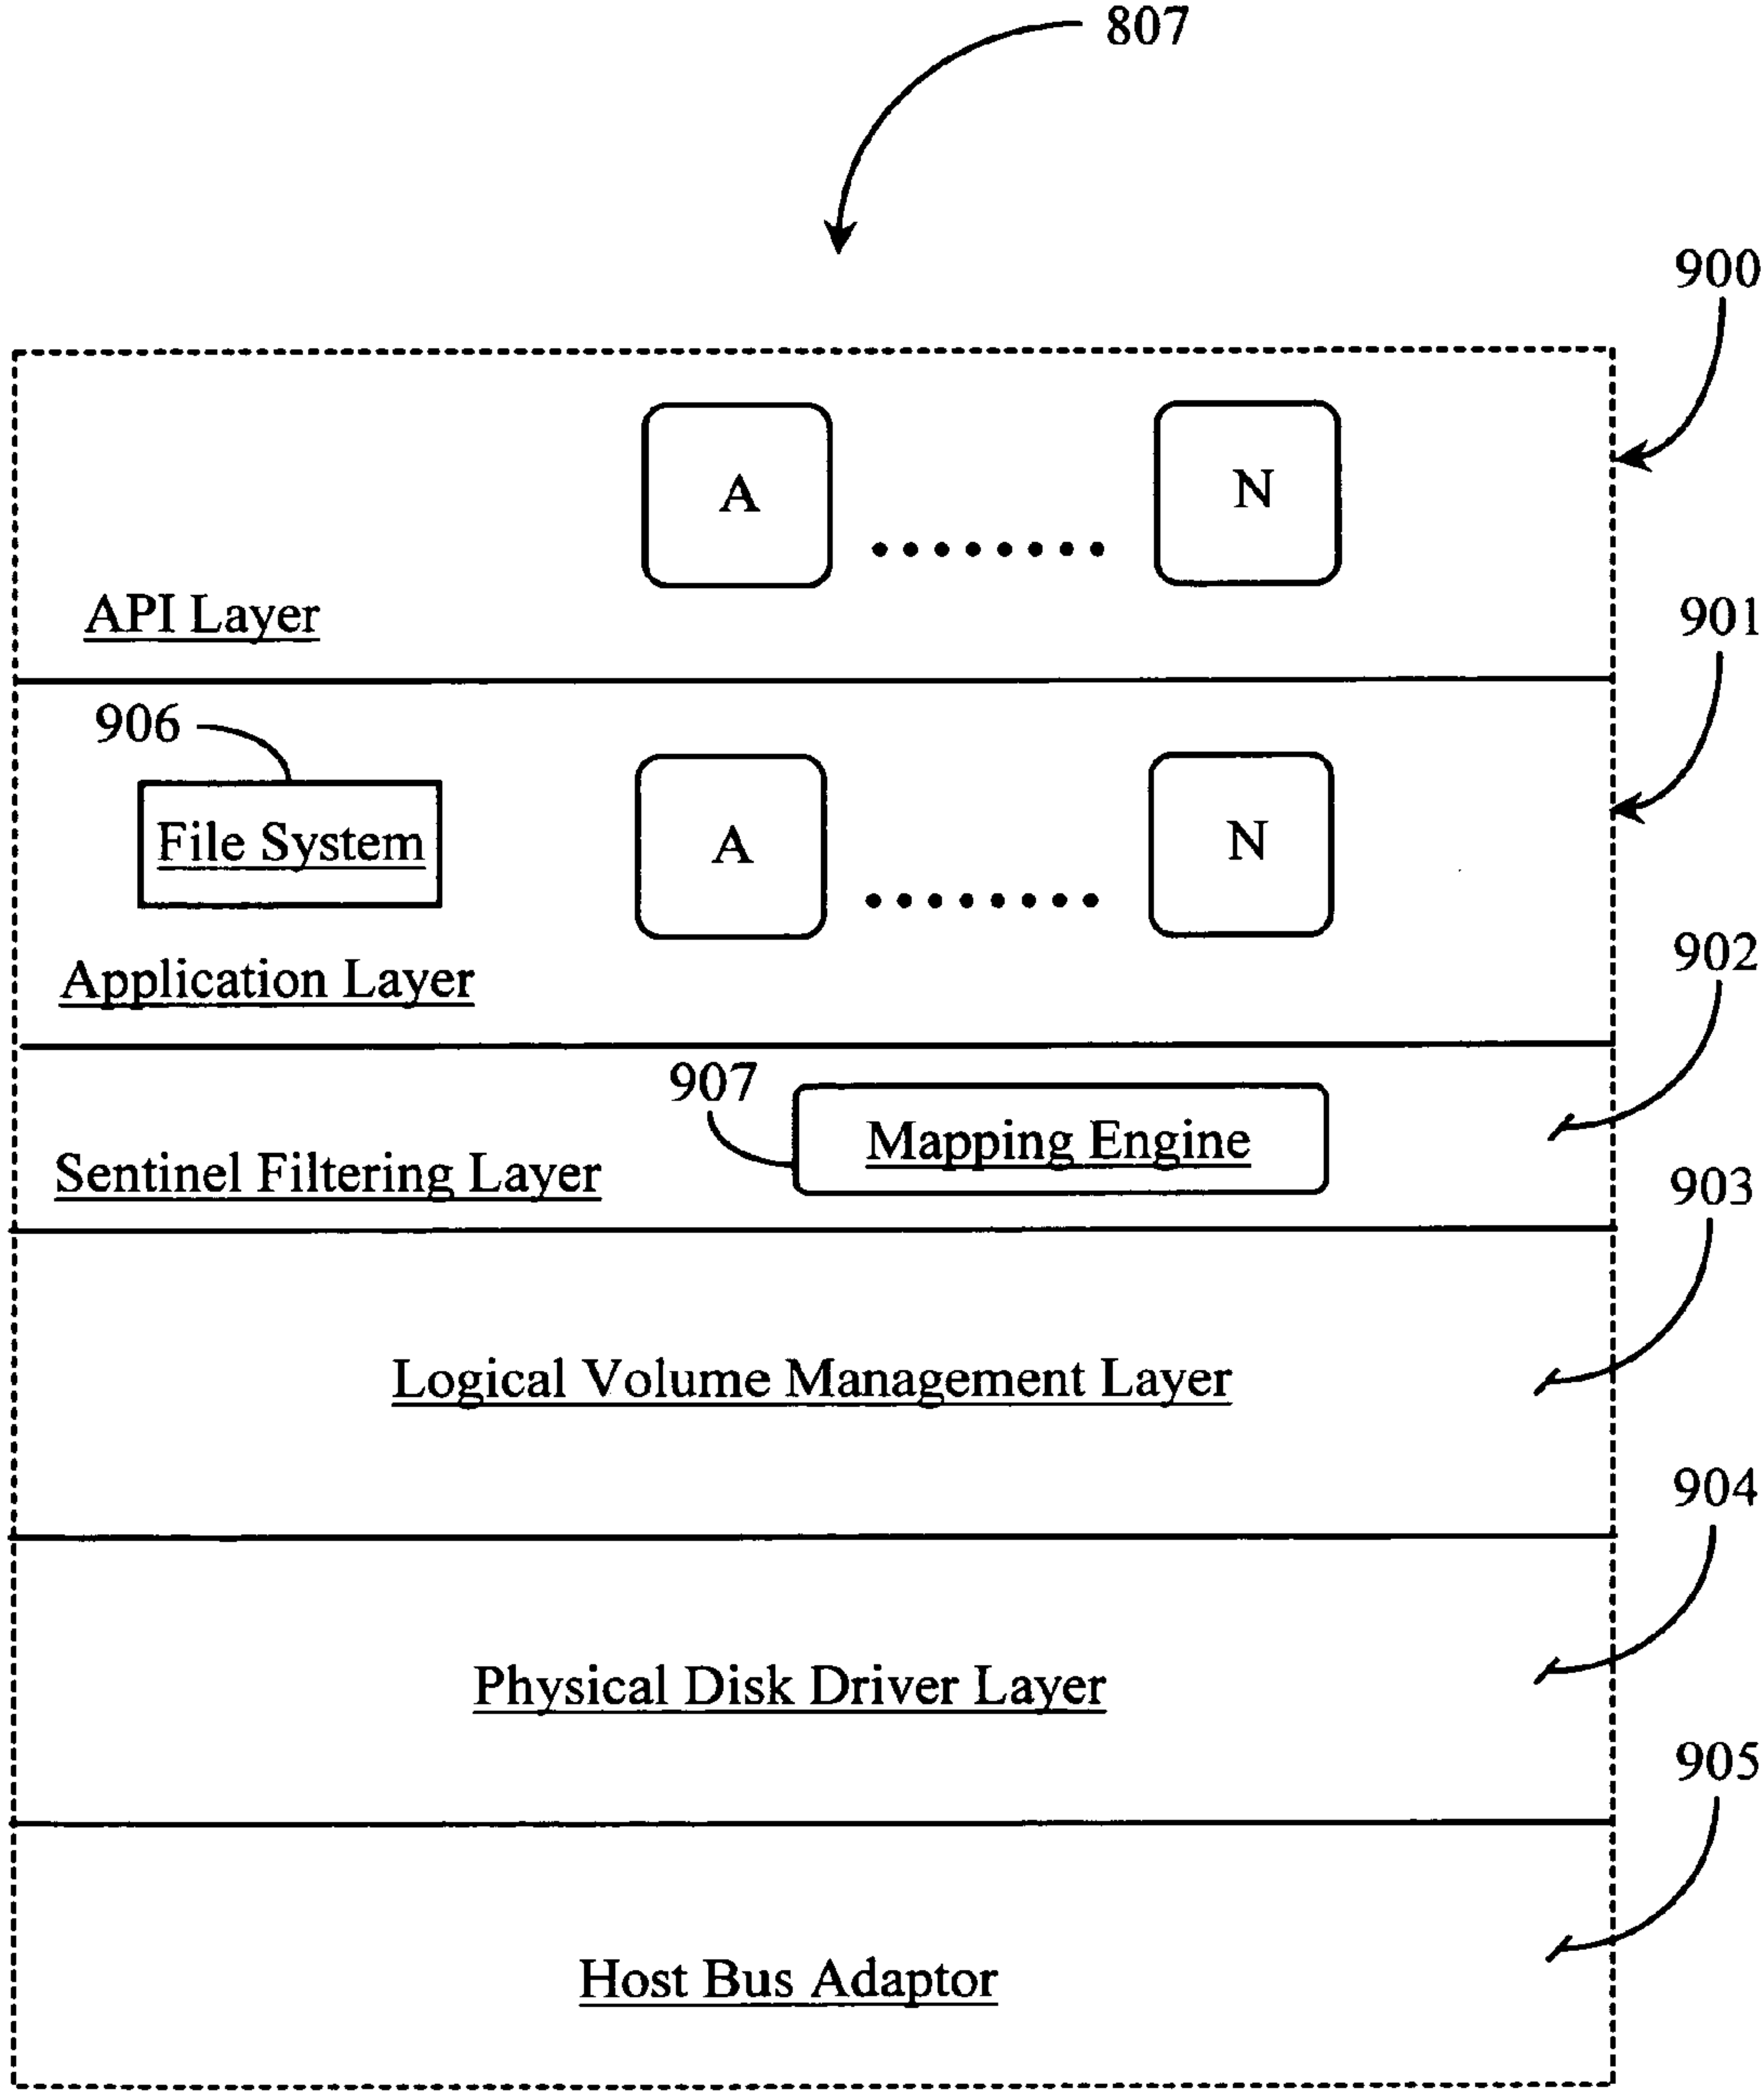 807
900
A
N
API Layer
901
906
File System
A
N
Application Layer
902
907
Mapping Engine
Sentinel Filtering Layer
903
Logical Volume Management Layer
904
Physical Disk Driver Layer
905
Host Bus Adaptor